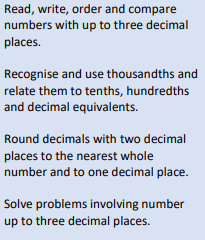 Read, write, order and compare
numbers with up to three decimal
places.
Recognise and use thousandths and
relate them to tenths, hundredths
and decimal equivalents.
Round decimals with two decimal
places to the nearest whole
number and to one decimal place.
Solve problems involving number
up to three decimal places.